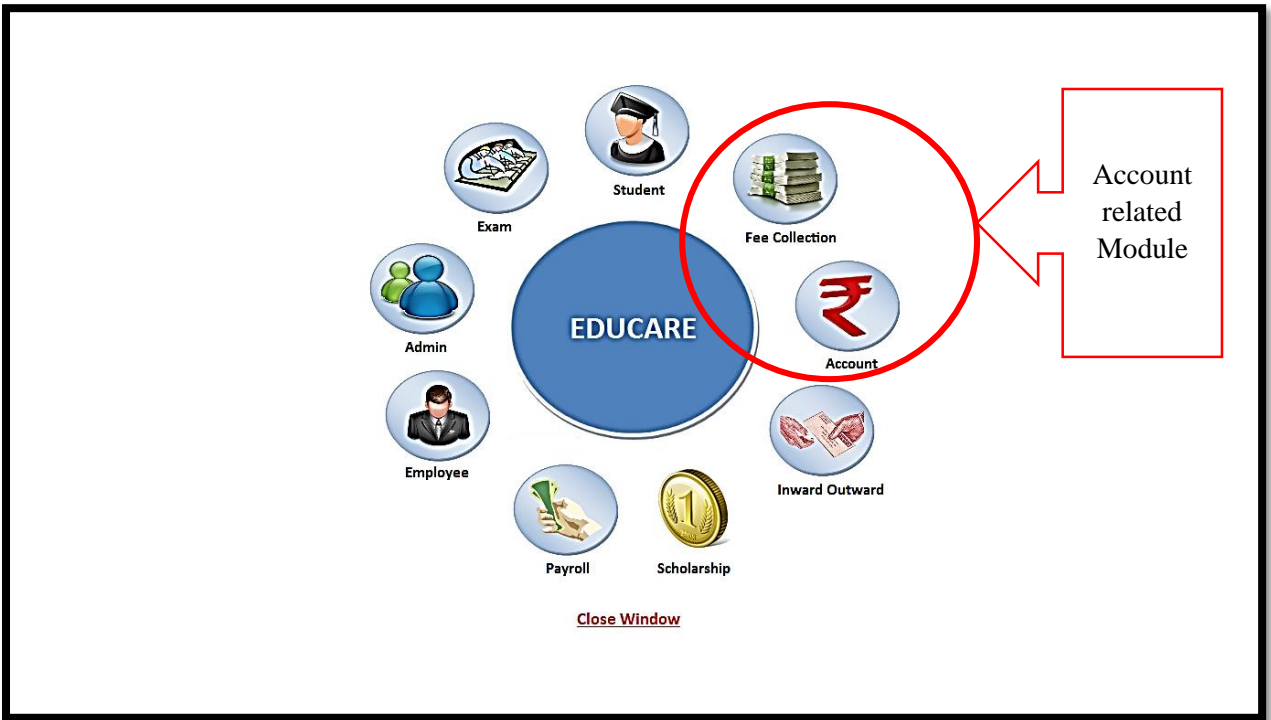 Student
Exam
Fee Collection
Admin
EDUCARE
Account
Employee
Inward Outward
Payroll
Scholarship
Close Window
Account
related
Module